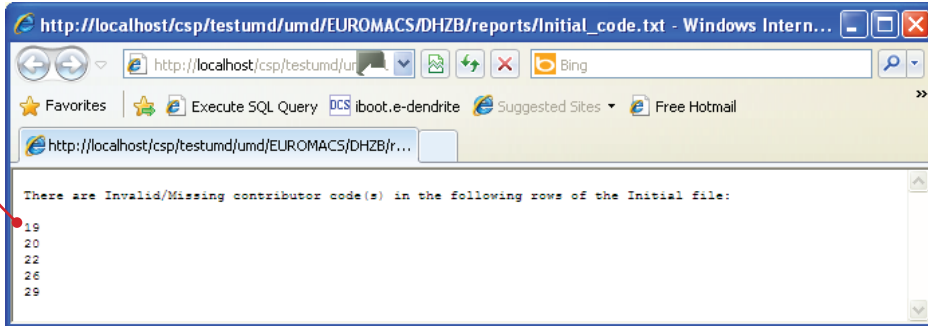 http://localhost/csp/testumd/umd/EUROMACS/DHZB/reports/Initial_code.txt - Windows Intern...
http://localhost/csp/testumd/ur
Bing
Favorites
Execute SQL Query
DCS iboot.e-dendrite
Suggested Sites
Free Hotmail
»
http://localhost/csp/testumd/umd/EUROMACS/DHZB/r...
There are Invalid/Missing contributor code(s) in the following rows of the Initial file:
19
20
22
26
29